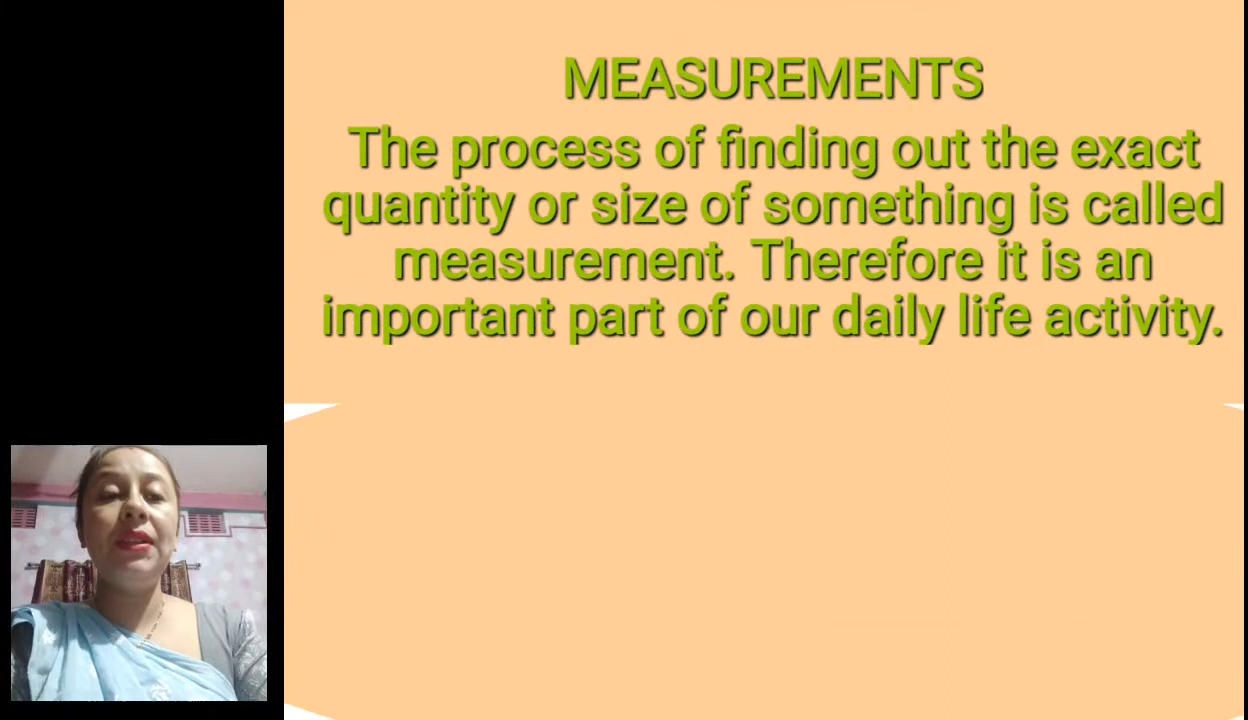 MEASUREMENTS
The process of finding out the exact
quantity or size of something is called
measurement. Therefore it is an
important part of our daily life activity.